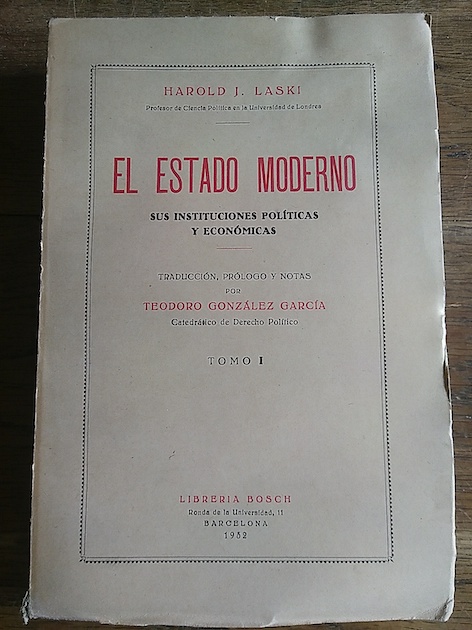 HAROLD J. LASKI
Profesor de Ciencia Política en la Universidad de Londres
EL ESTADO MODERNO
SUS INSTITUCIONES POLÍTICAS
Y ECONÓMICAS
TRADUCCIÓN, PRÓLOGO Y NOTAS
POR
TEODORO GONZÁLEZ GARCÍA
Catedrático de Derecho Político
TOMO I
LIBRERIA BOSCH
Ronda de la Universidad, 11
BARCELONA
1932